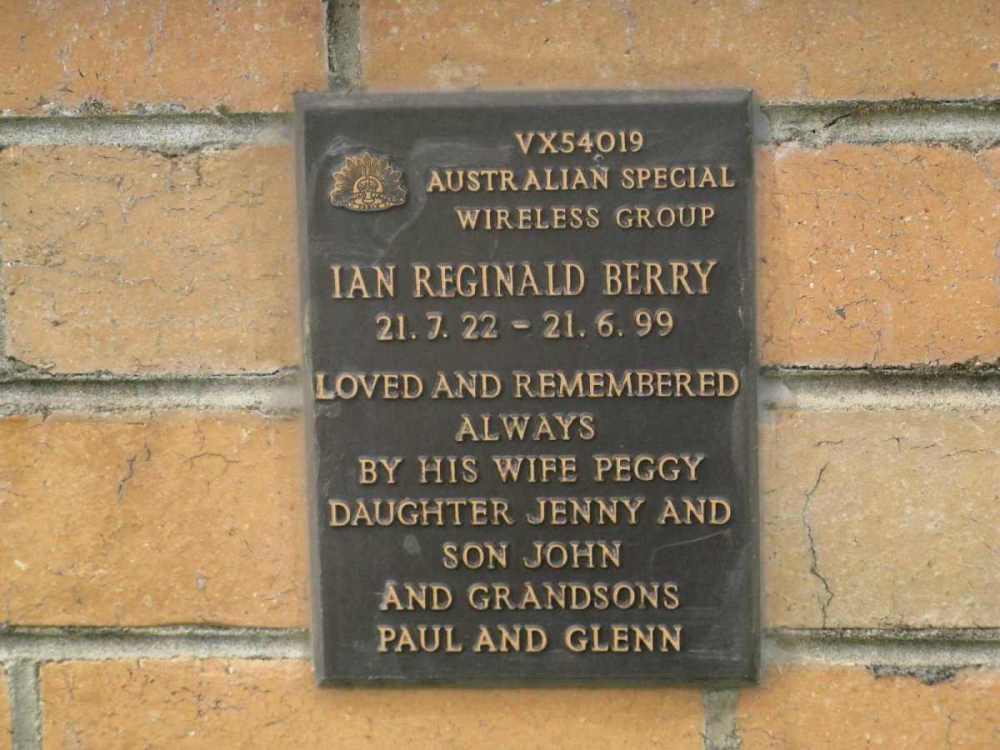 VX54019
AUSTRALIAN SPECIAL
WIRELESS GROUP
IAN REGINALD BERRY
21. 7. 22 - 21. 6. 99
LOVED AND REMEMBERED
ALWAYS
BY HIS WIFE PEGGY
DAUGHTER JENNY AND
SON JOHN
AND GRANDSONS
PAUL AND GLENN